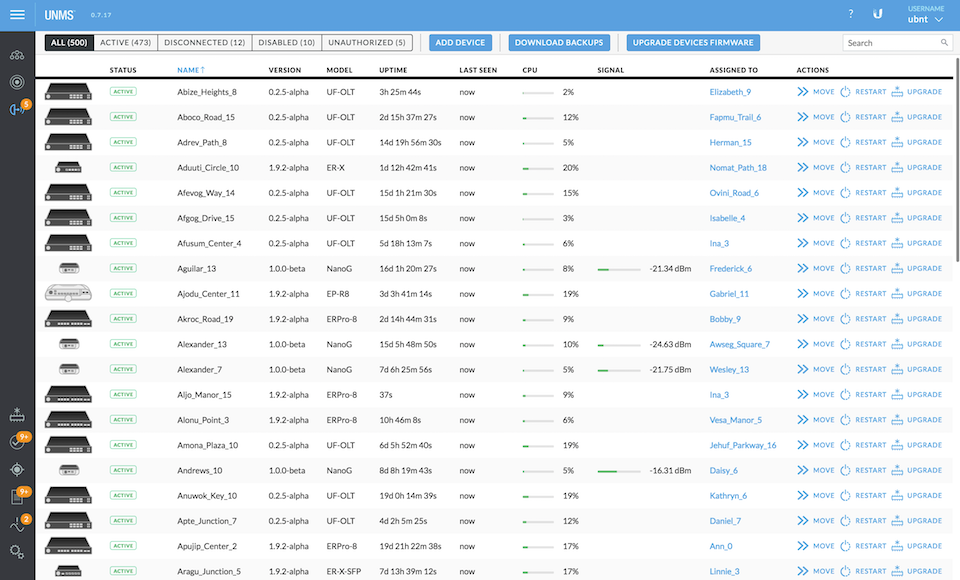 UNMS 0.7.17 ? USERNAME
ubnt
ALL (500) ACTIVE (473) DISCONNECTED (12) DISABLED (10) UNAUTHORIZED (5) ADD DEVICE DOWNLOAD BACKUPS UPGRADE DEVICES FIRMWARE Search
STATUS NAME↑ VERSION MODEL UPTIME LAST SEEN CPU SIGNAL ASSIGNED TO ACTIONS
ACTIVE Abize_Heights_8 0.2.5-alpha UF-OLT 3h 25m 44s now 2% Elizabeth_9 MOVE RESTART UPGRADE
5
ACTIVE Aboco_Road_15 0.2.5-alpha UF-OLT 2d 15h 37m 27s now 12% Fapmu_Trail_6 MOVE RESTART UPGRADE
ACTIVE Adrev_Path_8 0.2.5-alpha UF-OLT 14d 19h 56m 30s now 5% Herman_15 MOVE RESTART UPGRADE
ACTIVE Aduuti_Circle_10 1.9.2-alpha ER-X 1d 12h 42m 41s now 20% Nomat_Path_18 MOVE RESTART UPGRADE
ACTIVE Afevog_Way_14 0.2.5-alpha UF-OLT 15d 1h 21m 30s now 15% Ovini_Road_6 MOVE RESTART UPGRADE
ACTIVE Afgog_Drive_15 0.2.5-alpha UF-OLT 15d 5h 0m 8s now 3% Isabelle_4 MOVE RESTART UPGRADE
ACTIVE Afusum_Center_4 0.2.5-alpha UF-OLT 5d 18h 13m 7s now 6% Ina_3 MOVE RESTART UPGRADE
ACTIVE Aguilar_13 1.0.0-beta NanoG 16d 1h 20m 27s now 8% -21.34 dBm Frederick_6 MOVE RESTART UPGRADE
ACTIVE Ajodu_Center_11 1.9.2-alpha EP-R8 3d 3h 41m 14s now 19% Gabriel_11 MOVE RESTART UPGRADE
ACTIVE Akroc_Road_19 1.9.2-alpha ERPro-8 2d 14h 44m 31s now 9% Bobby_9 MOVE RESTART UPGRADE
ACTIVE Alexander_13 1.0.0-beta NanoG 15d 5h 48m 50s now 10% -24.63 dBm Awseg_Square_7 MOVE RESTART UPGRADE
ACTIVE Alexander_7 1.0.0-beta NanoG 7d 6h 25m 56s now 5% -21.75 dBm Wesley_13 MOVE RESTART UPGRADE
ACTIVE Aljo_Manor_15 1.9.2-alpha ERPro-8 37s now 9% Ina_3 MOVE RESTART UPGRADE
ACTIVE Alonu_Point_3 1.9.2-alpha ERPro-8 10h 46m 8s now 6% Vesa_Manor_5 MOVE RESTART UPGRADE
9+
ACTIVE Amona_Plaza_10 0.2.5-alpha UF-OLT 6d 5h 52m 40s now 19% Jehuf_Parkway_16 MOVE RESTART UPGRADE
ACTIVE Andrews_10 1.0.0-beta NanoG 8d 8h 19m 43s now 5% -16.31 dBm Daisy_6 MOVE RESTART UPGRADE
9+
ACTIVE Anuwok_Key_10 0.2.5-alpha UF-OLT 19d 0h 14m 39s now 19% Kathryn_6 MOVE RESTART UPGRADE
2
ACTIVE Apte_Junction_7 0.2.5-alpha UF-OLT 4d 2h 5m 25s now 12% Daniel_7 MOVE RESTART UPGRADE
ACTIVE Apujip_Center_2 1.9.2-alpha ERPro-8 19d 21h 22m 38s now 17% Ann_0 MOVE RESTART UPGRADE
ACTIVE Aragu_Junction_5 1.9.2-alpha ER-X-SFP 7d 13h 39m 12s now 17% Linnie_3 MOVE RESTART UPGRADE